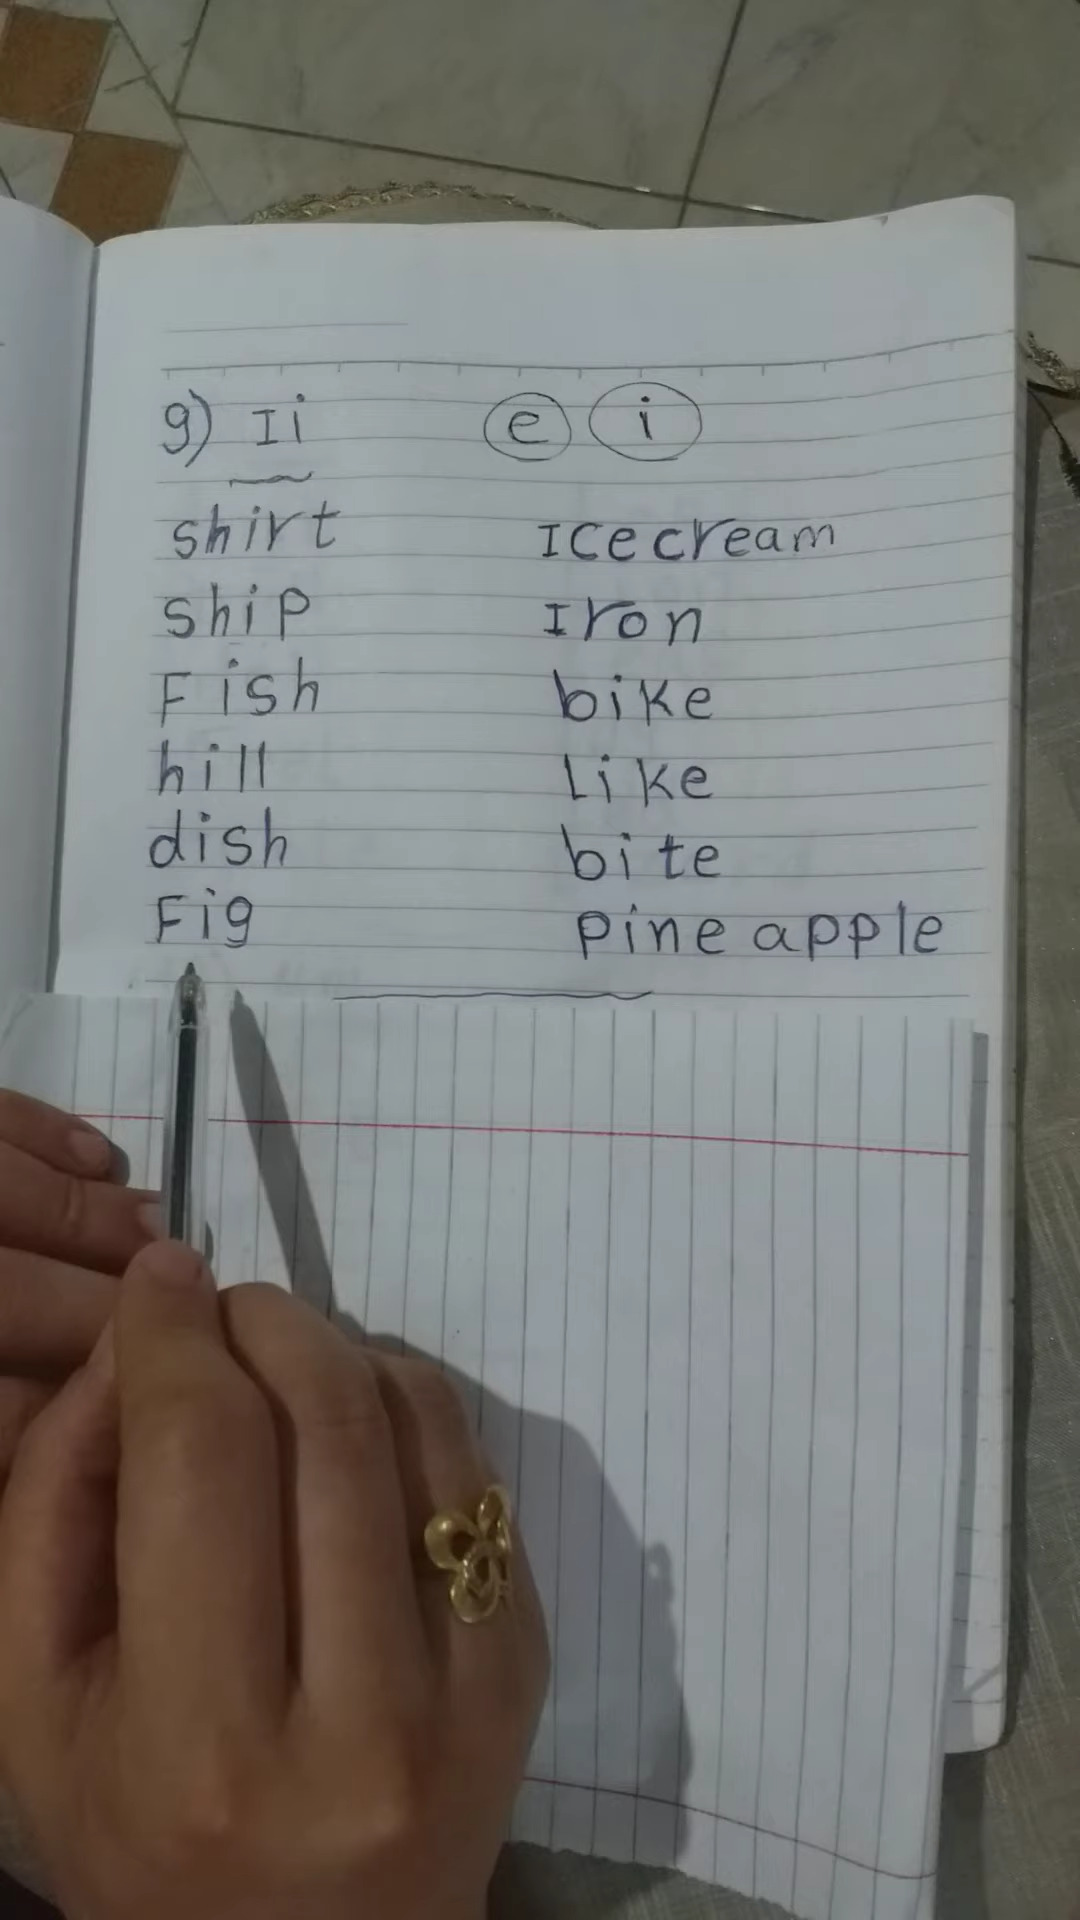 9) Ii e i
shirt Icecream
ship Iron
Fish bike
hill Like
dish bite
Fig Pine apple